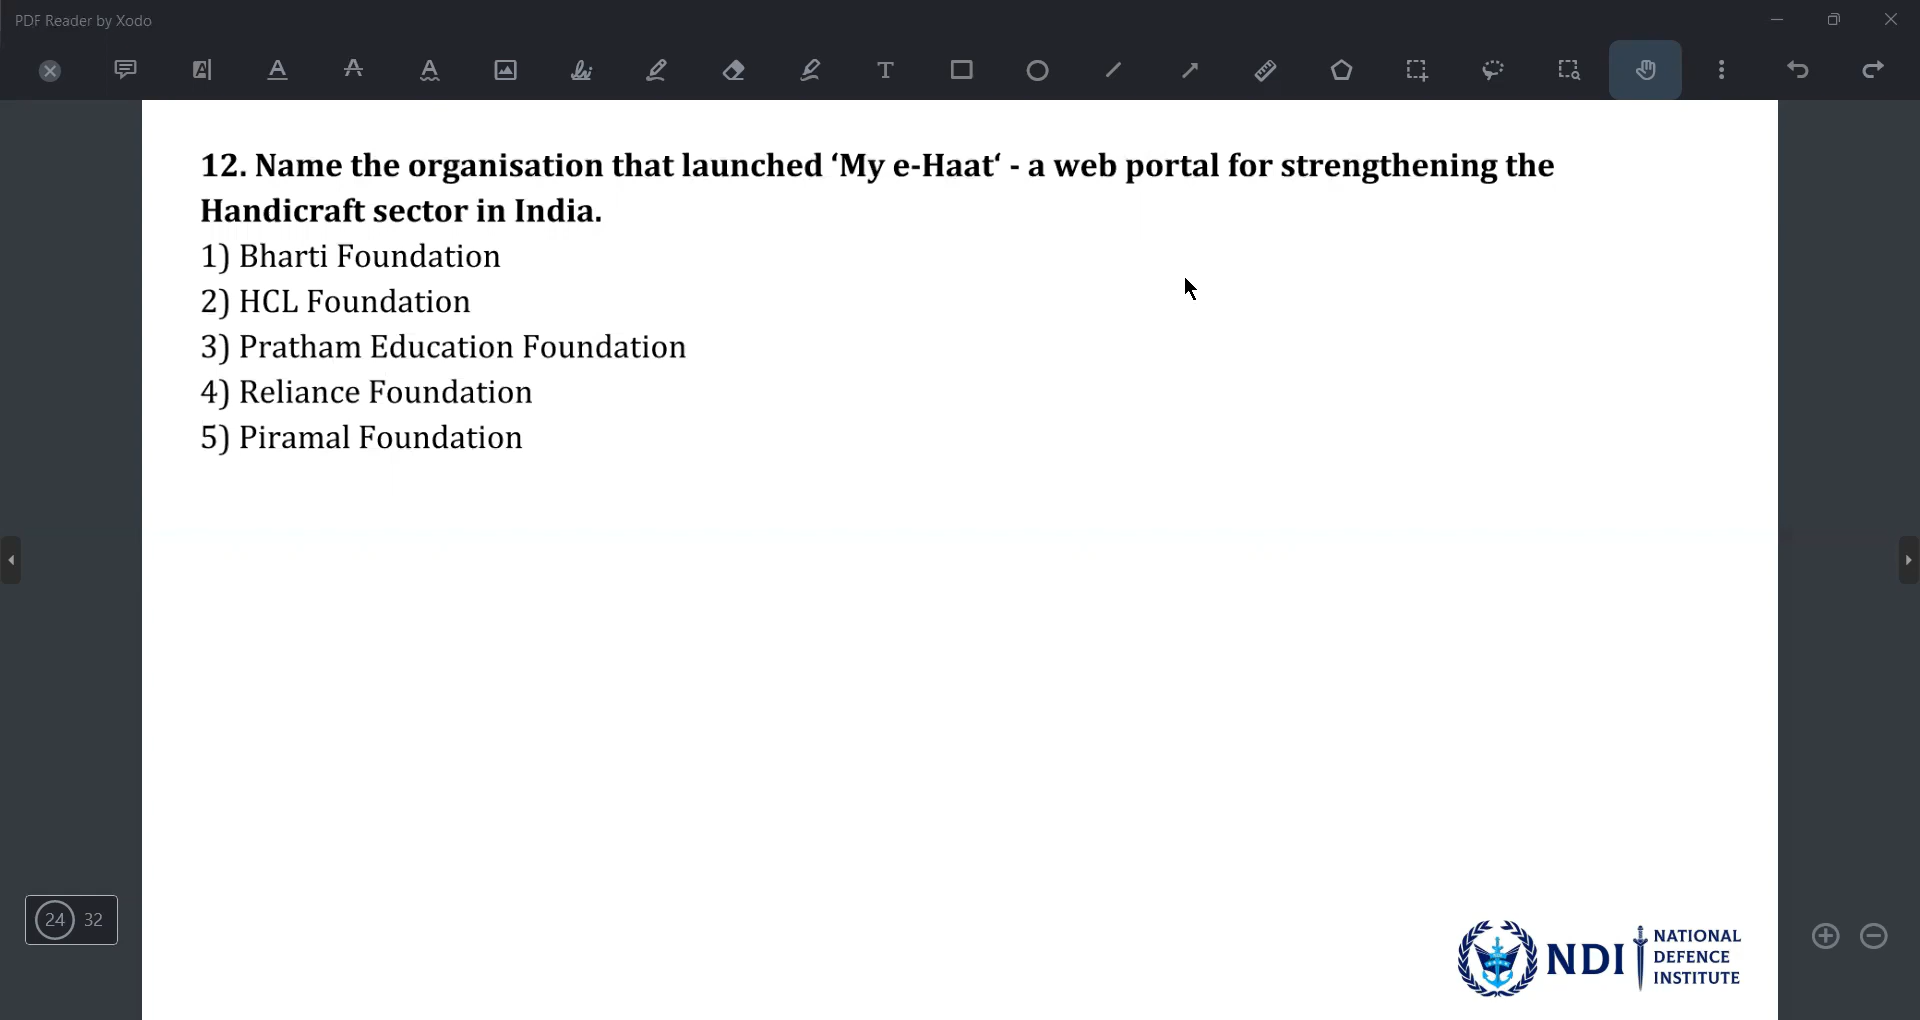 PDF Reader by Xodo
12. Name the organisation that launched ‘My e-Haat‘ - a web portal for strengthening the
Handicraft sector in India.
1) Bharti Foundation
2) HCL Foundation
3) Pratham Education Foundation
4) Reliance Foundation
5) Piramal Foundation
24 32
NDI NATIONAL
DEFENCE
INSTITUTE